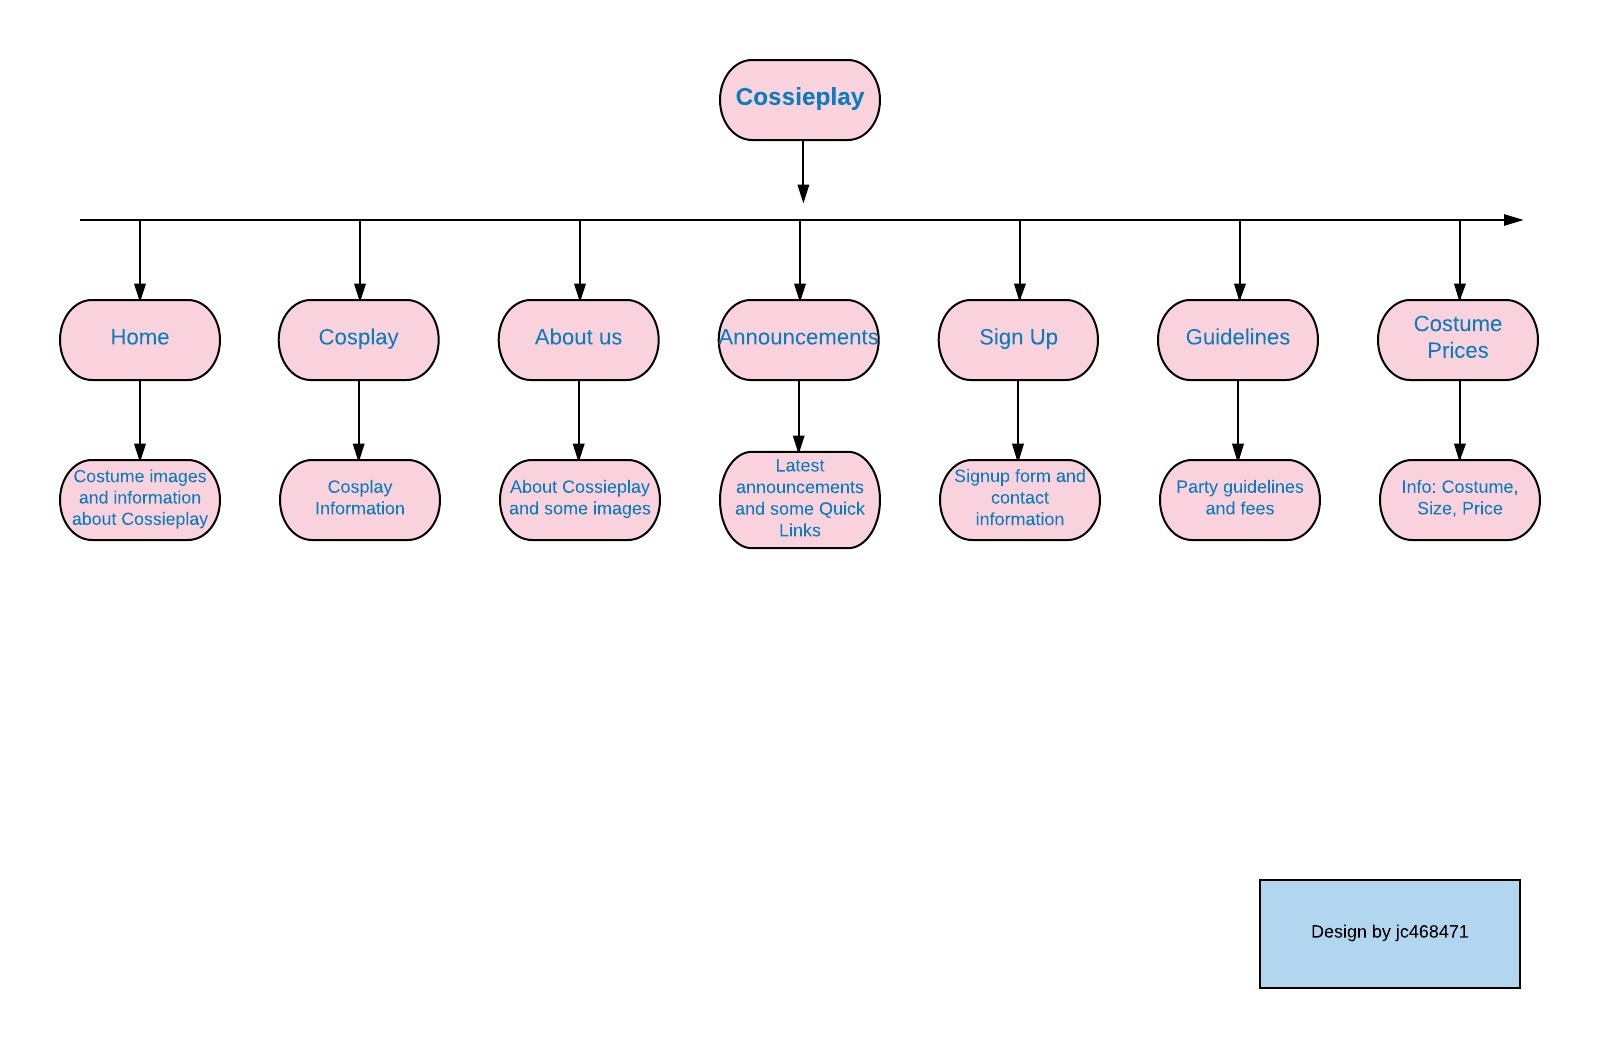 Cossieplay
Home
Cosplay
About us
Announcements
Sign Up
Guidelines
Costume
Prices
Costume images
and information
about Cossieplay
Cosplay
Information
About Cossieplay
and some images
Latest
announcements
and some Quick
Links
Signup form and
contact
information
Party guidelines
and fees
Info: Costume,
Size, Price
Design by jc468471